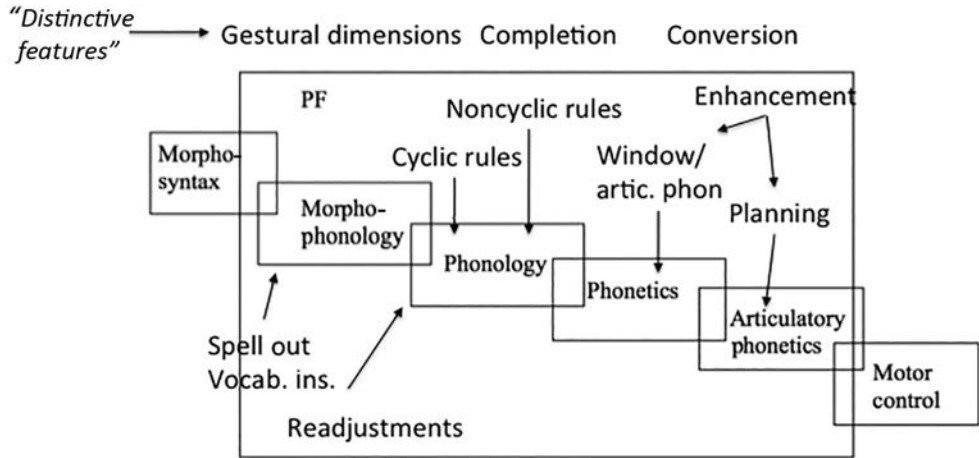 “Distinctive
features”
Gestural dimensions
Completion
Conversion
PF
Noncyclic rules
Enhancement
Cyclic rules
Window/
artic. phon
Morpho-
syntax
Morpho-
phonology
Planning
Phonology
Phonetics
Articulatory
phonetics
Spell out
Vocab. ins.
Motor
control
Readjustments